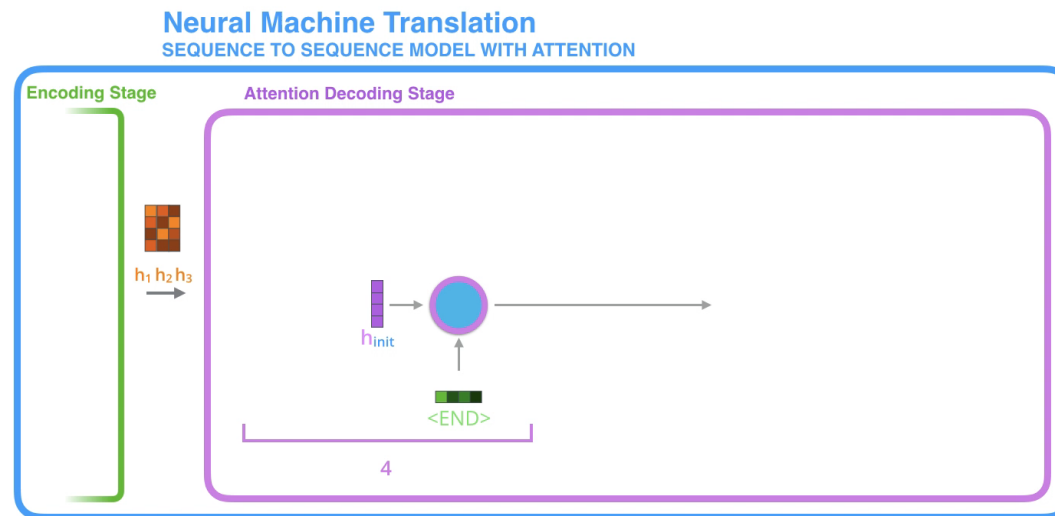 Neural Machine Translation
SEQUENCE TO SEQUENCE MODEL WITH ATTENTION
Encoding Stage
Attention Decoding Stage
h₁ h₂ h₃
hinit
<END>
4